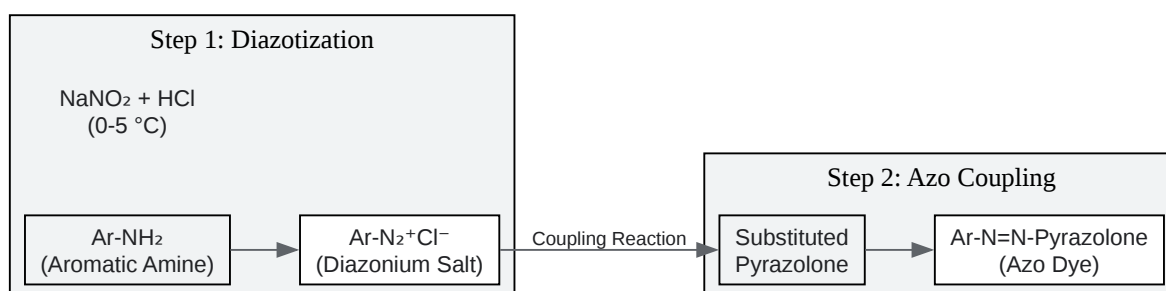 Step 1: Diazotization
NaNO₂ + HCl
(0-5 °C)
Ar-NH₂
(Aromatic Amine)
Ar-N₂⁺Cl⁻
(Diazonium Salt)
Coupling Reaction
Step 2: Azo Coupling
Substituted
Pyrazolone
Ar-N=N-Pyrazolone
(Azo Dye)